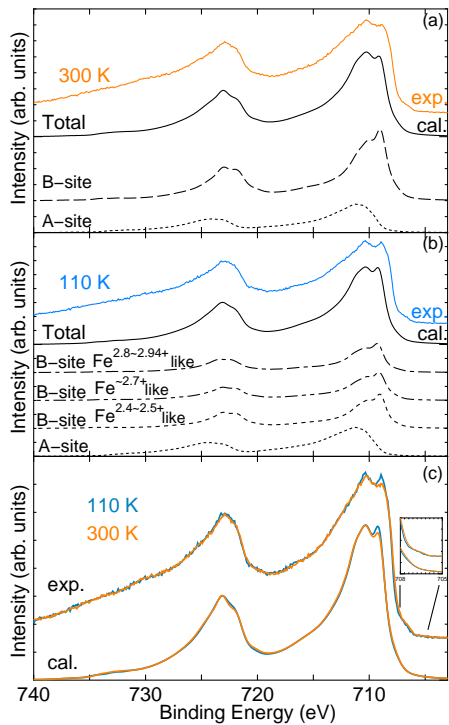 (a)
300 K
exp.
Total
cal.
B−site
A−site
Intensity (arb. units)
(b)
110 K
exp.
Total
cal.
B−site Fe2.8~2.94+ like
B−site Fe~2.7+ like
B−site Fe2.4~2.5+ like
A−site
Intensity (arb. units)
(c)
110 K
300 K
708 705
exp.
cal.
Intensity (arb. units)
740 730 720 710
Binding Energy (eV)